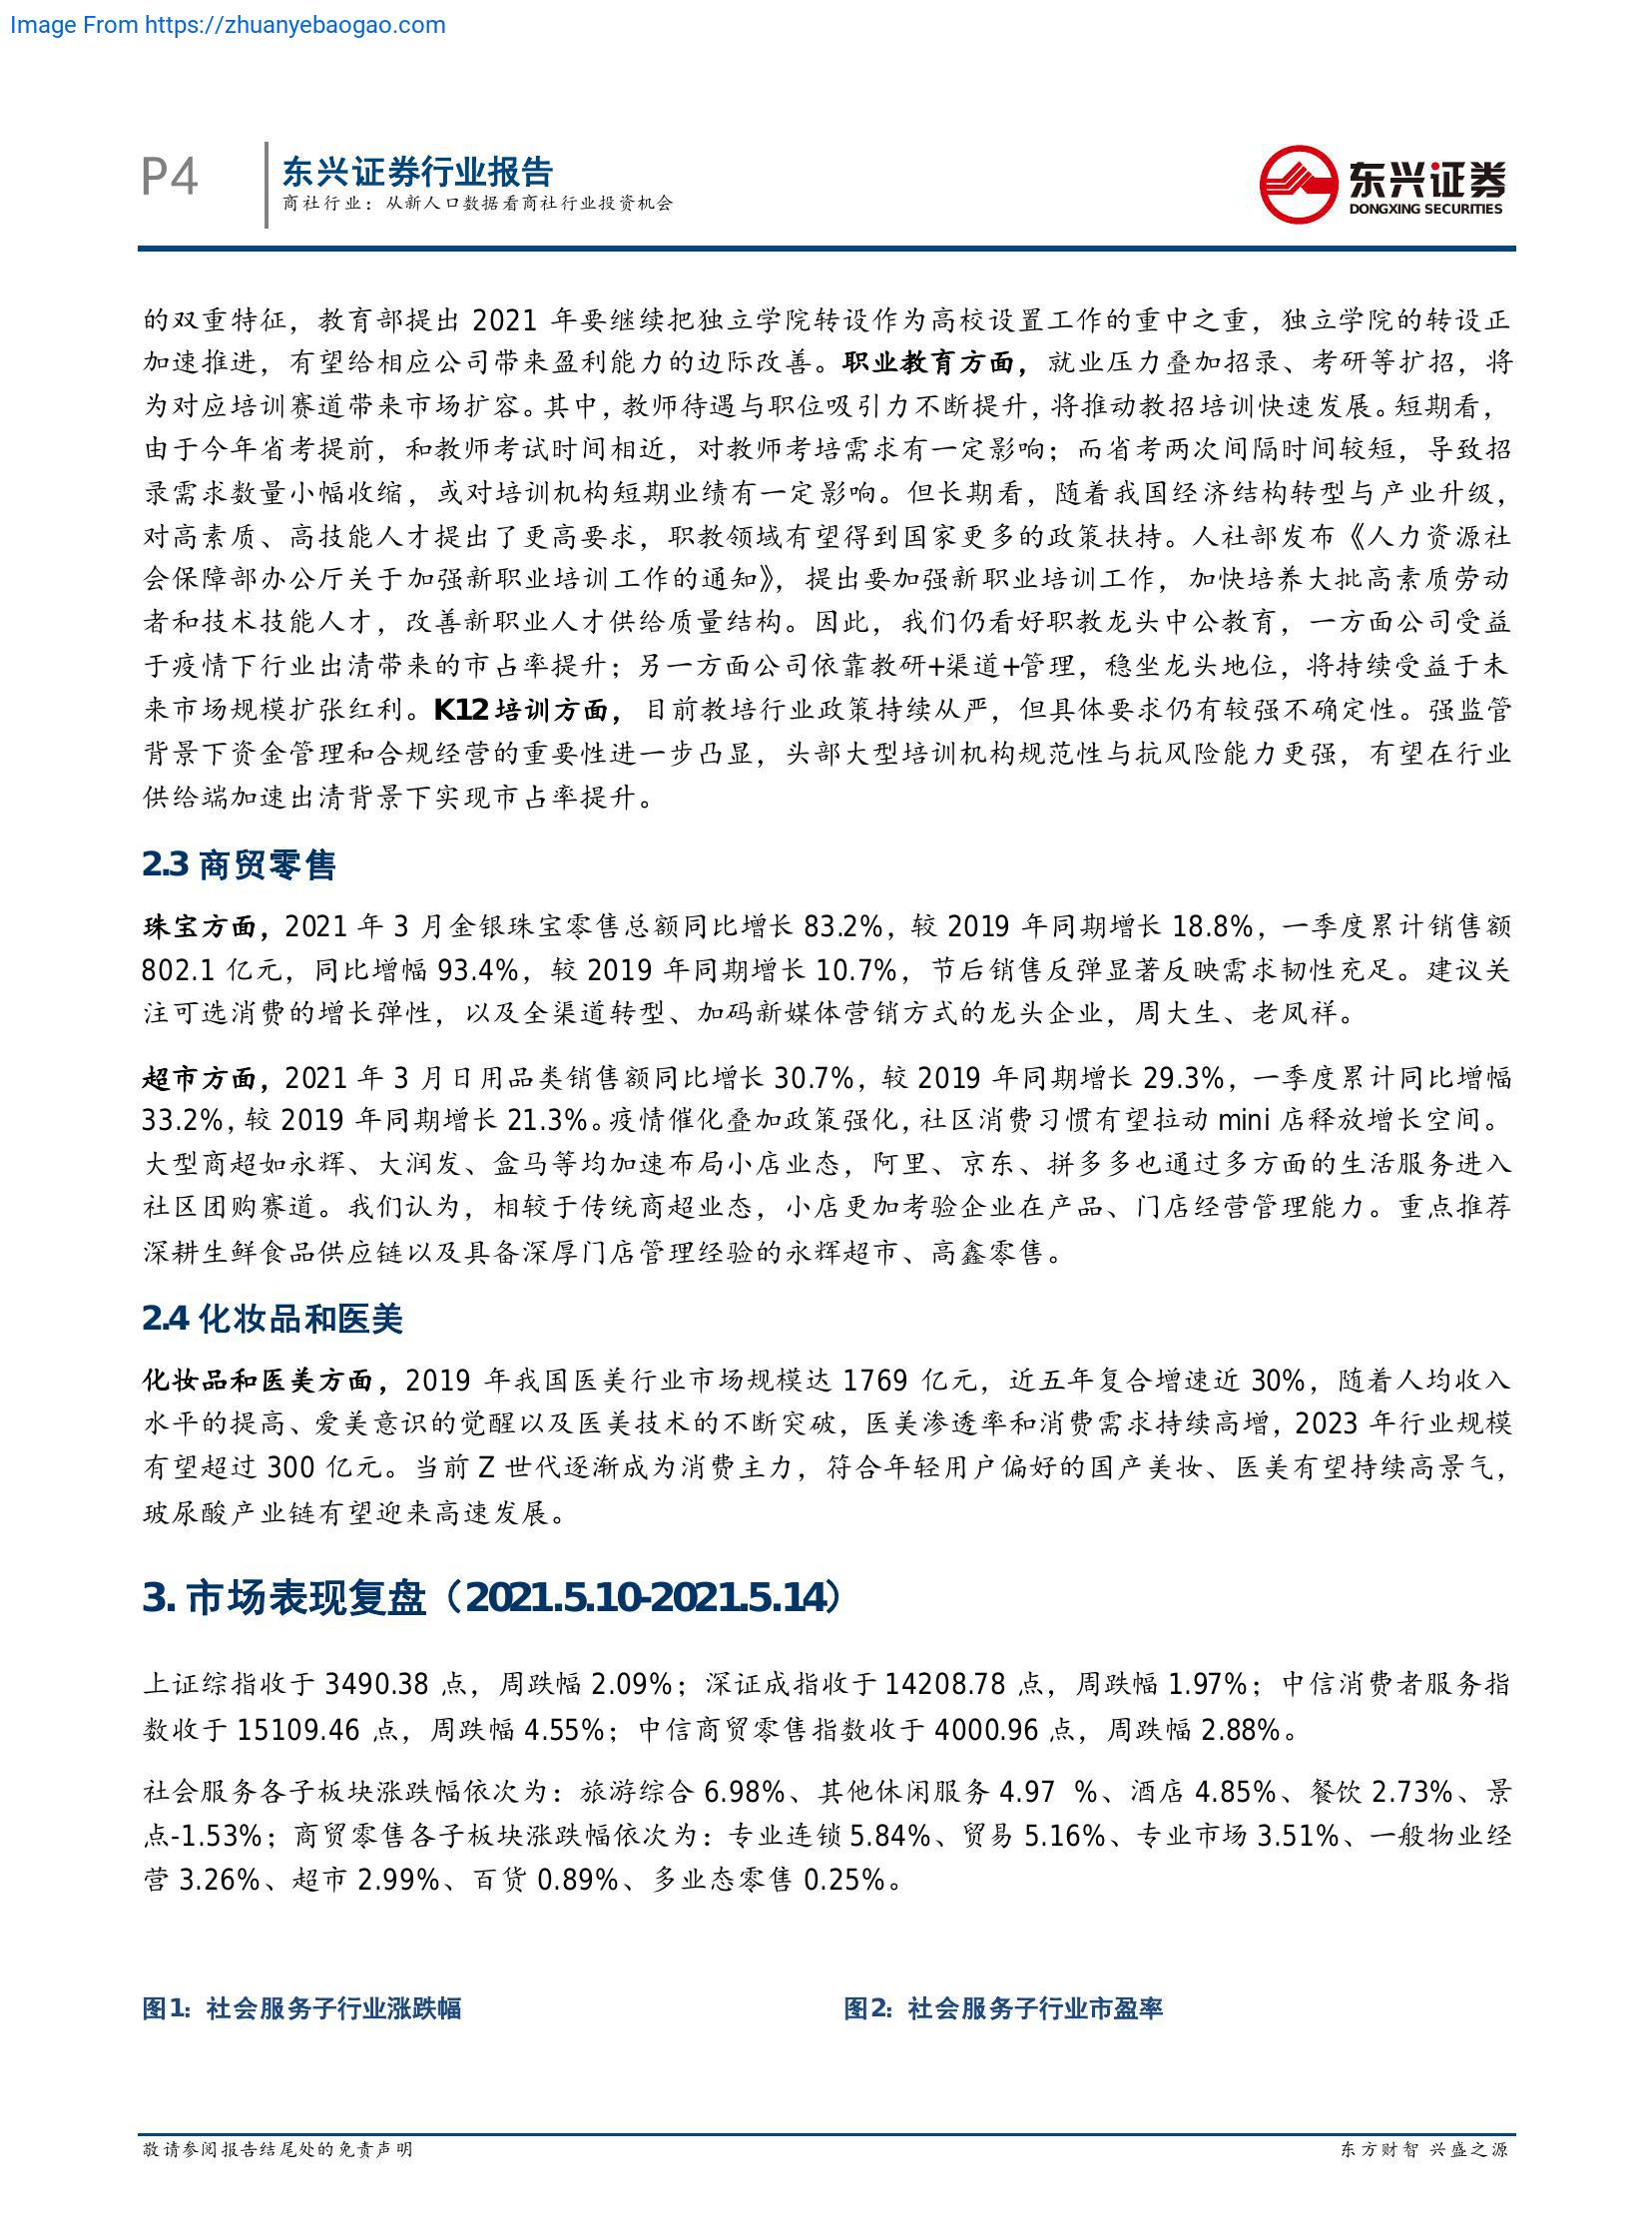 Image From https://zhuanyebaogao.com
P4
东兴证券行业报告
商社行业：从新人口数据看商社行业投资机会
东兴证券
DONGXING SECURITIES
的双重特征，教育部提出 2021 年要继续把独立学院转设作为高校设置工作的重中之重，独立学院的转设正
加速推进，有望给相应公司带来盈利能力的边际改善。职业教育方面，就业压力叠加招录、考研等扩招，将
为对应培训赛道带来市场扩容。其中，教师待遇与职位吸引力不断提升，将推动教招培训快速发展。短期看，
由于今年省考提前，和教师考试时间相近，对教师考培需求有一定影响；而省考两次间隔时间较短，导致招
录需求数量小幅收缩，或对培训机构短期业绩有一定影响。但长期看，随着我国经济结构转型与产业升级，
对高素质、高技能人才提出了更高要求，职教领域有望得到国家更多的政策扶持。人社部发布《人力资源社
会保障部办公厅关于加强新职业培训工作的通知》，提出要加强新职业培训工作，加快培养大批高素质劳动
者和技术技能人才，改善新职业人才供给质量结构。因此，我们仍看好职教龙头中公教育，一方面公司受益
于疫情下行业出清带来的市占率提升；另一方面公司依靠教研+渠道+管理，稳坐龙头地位，将持续受益于未
来市场规模扩张红利。K12 培训方面，目前教培行业政策持续从严，但具体要求仍有较强不确定性。强监管
背景下资金管理和合规经营的重要性进一步凸显，头部大型培训机构规范性与抗风险能力更强，有望在行业
供给端加速出清背景下实现市占率提升。
2.3 商贸零售
珠宝方面，2021 年 3 月金银珠宝零售总额同比增长 83.2%，较 2019 年同期增长 18.8%，一季度累计销售额
802.1 亿元，同比增幅 93.4%，较 2019 年同期增长 10.7%，节后销售反弹显著反映需求韧性充足。建议关
注可选消费的增长弹性，以及全渠道转型、加码新媒体营销方式的龙头企业，周大生、老凤祥。
超市方面，2021 年 3 月日用品类销售额同比增长 30.7%，较 2019 年同期增长 29.3%，一季度累计同比增幅
33.2%，较 2019 年同期增长 21.3%。疫情催化叠加政策强化，社区消费习惯有望拉动 mini 店释放增长空间。
大型商超如永辉、大润发、盒马等均加速布局小店业态，阿里、京东、拼多多也通过多方面的生活服务进入
社区团购赛道。我们认为，相较于传统商超业态，小店更加考验企业在产品、门店经营管理能力。重点推荐
深耕生鲜食品供应链以及具备深厚门店管理经验的永辉超市、高鑫零售。
2.4 化妆品和医美
化妆品和医美方面，2019 年我国医美行业市场规模达 1769 亿元，近五年复合增速近 30%，随着人均收入
水平的提高、爱美意识的觉醒以及医美技术的不断突破，医美渗透率和消费需求持续高增，2023 年行业规模
有望超过 300 亿元。当前 Z 世代逐渐成为消费主力，符合年轻用户偏好的国产美妆、医美有望持续高景气，
玻尿酸产业链有望迎来高速发展。
3. 市场表现复盘（2021.5.10-2021.5.14）
上证综指收于 3490.38 点，周跌幅 2.09%；深证成指收于 14208.78 点，周跌幅 1.97%；中信消费者服务指
数收于 15109.46 点，周跌幅 4.55%；中信商贸零售指数收于 4000.96 点，周跌幅 2.88%。
社会服务各子板块涨跌幅依次为：旅游综合 6.98%、其他休闲服务 4.97 %、酒店 4.85%、餐饮 2.73%、景
点-1.53%；商贸零售各子板块涨跌幅依次为：专业连锁 5.84%、贸易 5.16%、专业市场 3.51%、一般物业经
营 3.26%、超市 2.99%、百货 0.89%、多业态零售 0.25%。
图1：社会服务子行业涨跌幅
图2：社会服务子行业市盈率
敬请参阅报告结尾处的免责声明
东方财智 兴盛之源